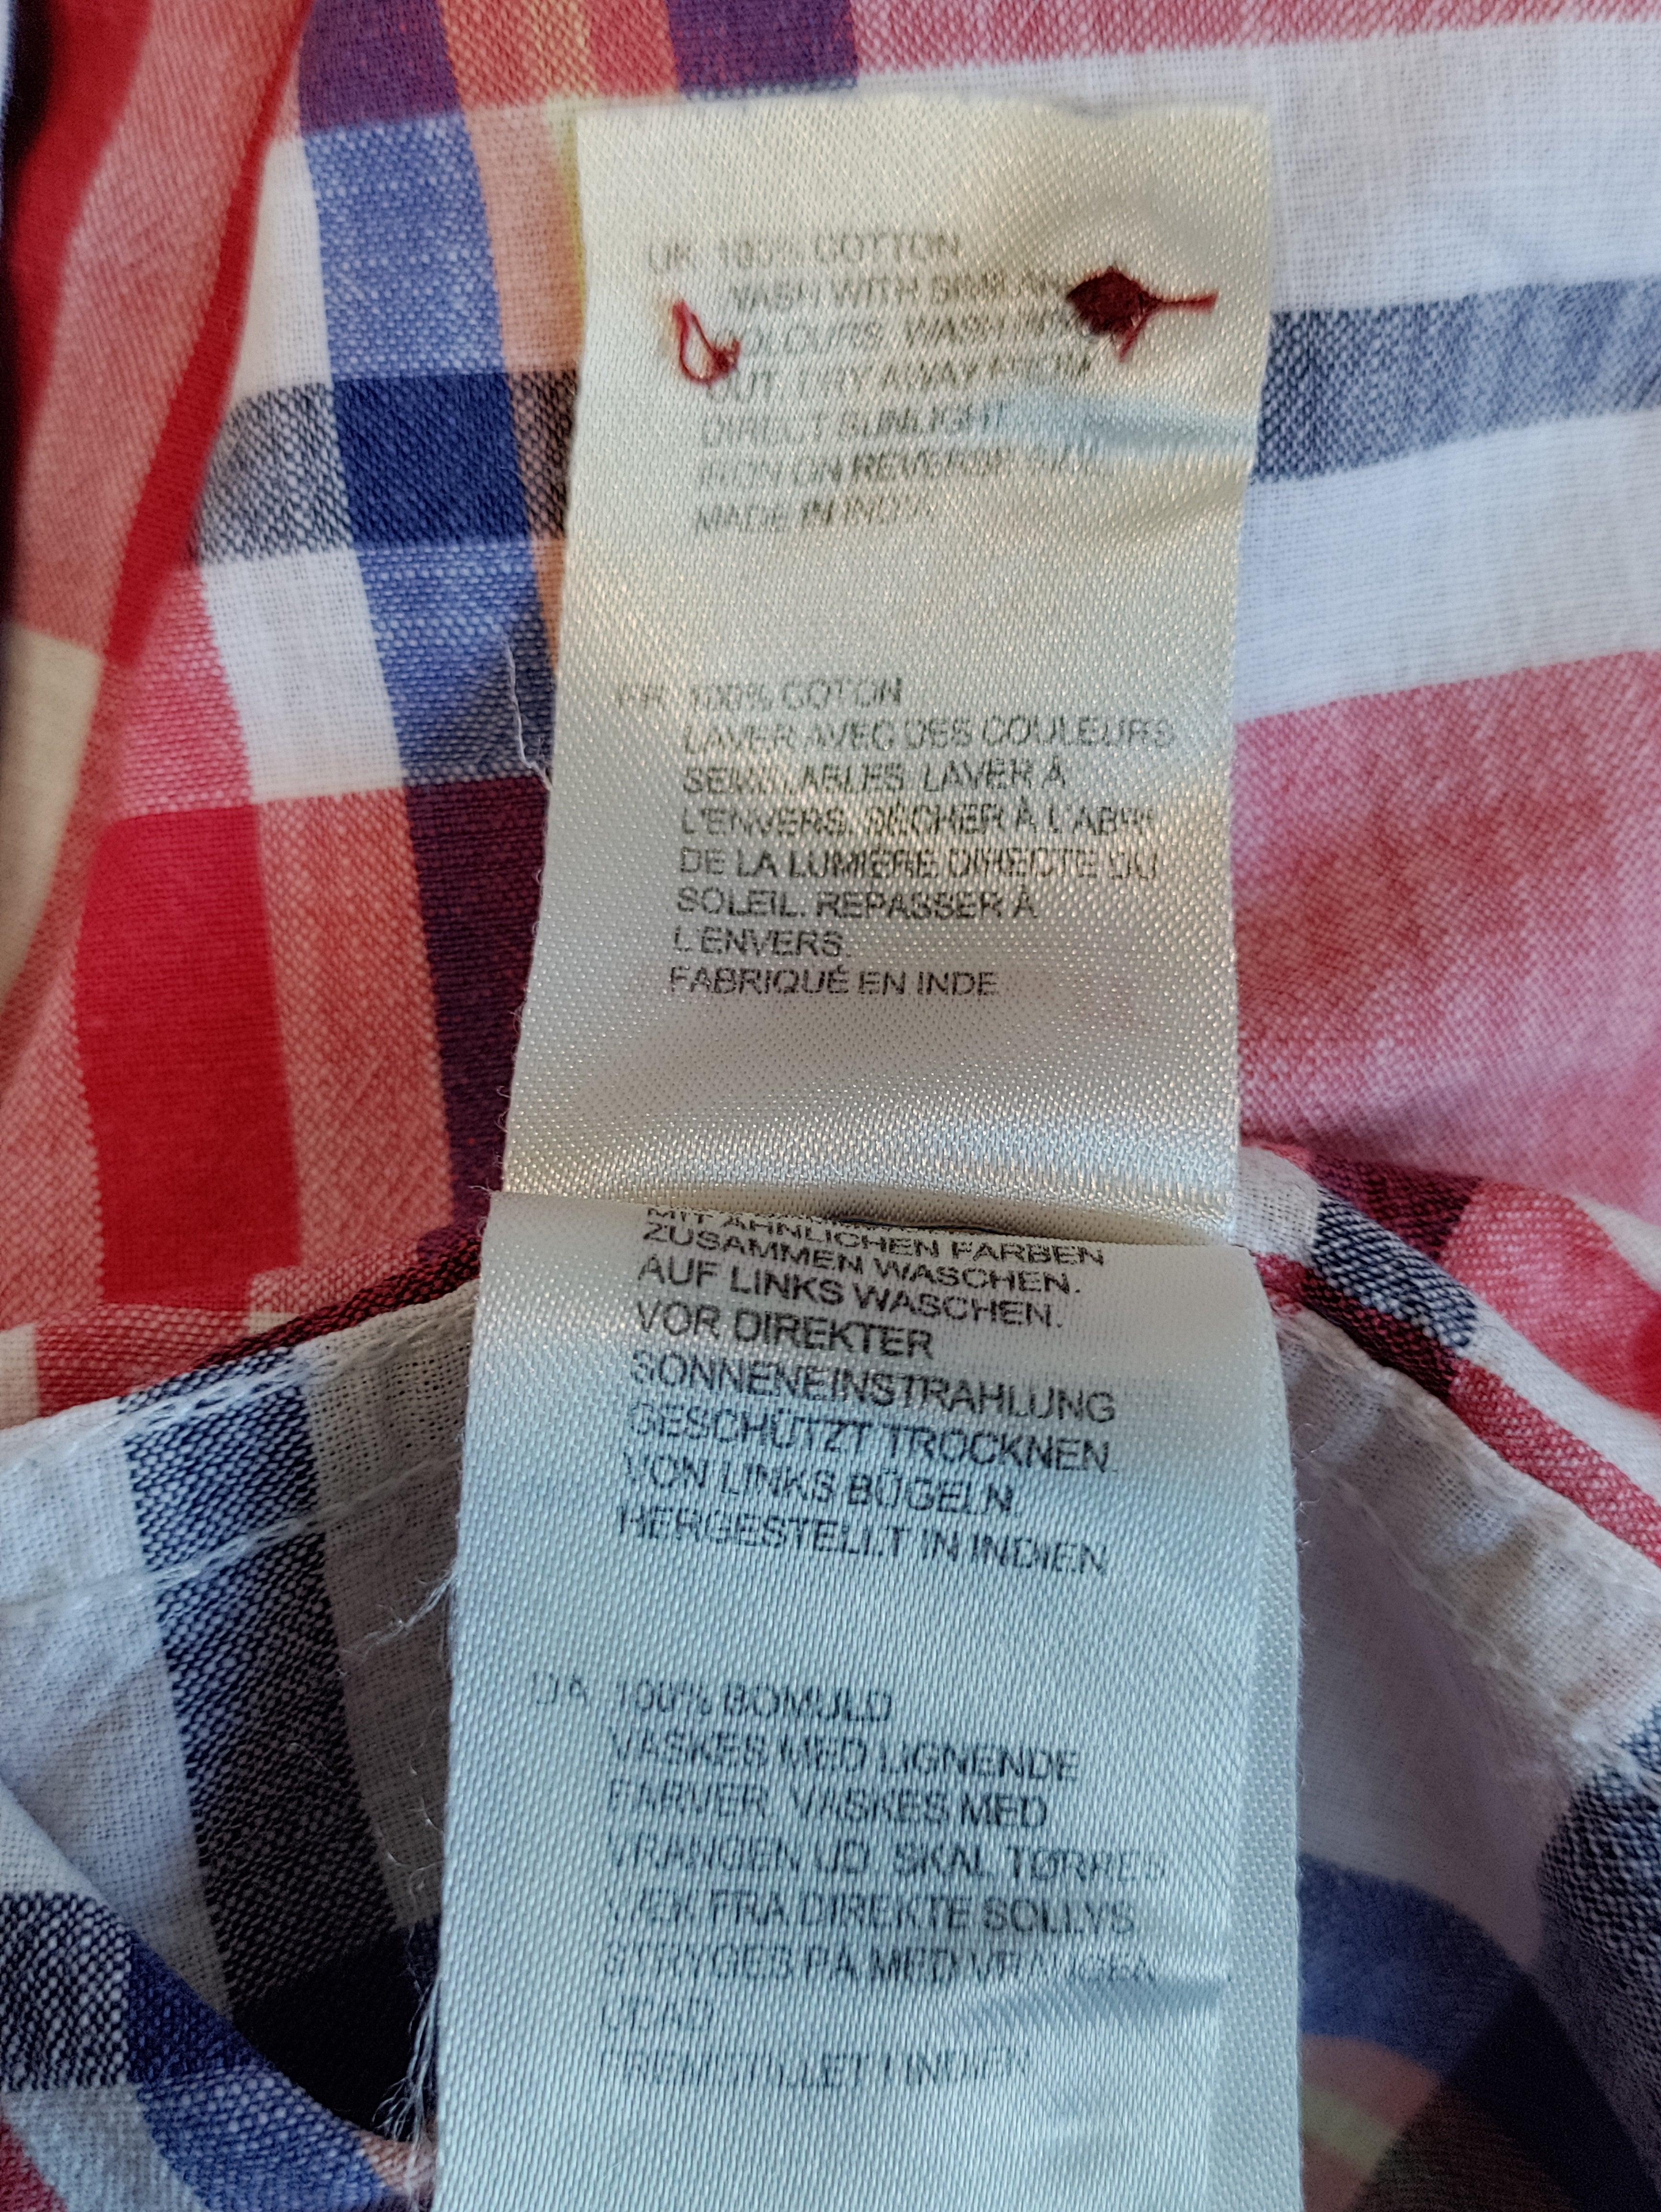 UK 100% COTTON
WASH WITH SIMILAR
COLOURS. WASH INSIDE
OUT. DRY AWAY FROM
DIRECT SUNLIGHT
IRON ON REVERSE SIDE
MADE IN INDIA
FR 100% COTON
LAVER AVEC DES COULEURS
SEMBLABLES. LAVER À
L'ENVERS. SÉCHER À L'ABRI
DE LA LUMIÈRE DIRECTE DU
SOLEIL. REPASSER À
L'ENVERS.
FABRIQUÉ EN INDE
MIT ÄHNLICHEN FARBEN
ZUSAMMEN WASCHEN.
AUF LINKS WASCHEN.
VOR DIREKTER
SONNENEINSTRAHLUNG
GESCHÜTZT TROCKNEN.
VON LINKS BÜGELN.
HERGESTELLT IN INDIEN
DA 100% BOMULD
VASKES MED LIGNENDE
FARVER. VASKES MED
VRANGEN UD. SKAL TØRRES
VÆK FRA DIREKTE SOLLYS
STRYGES PÅ MED VRANGEN
UDAD
FREMSTILLET I INDIEN